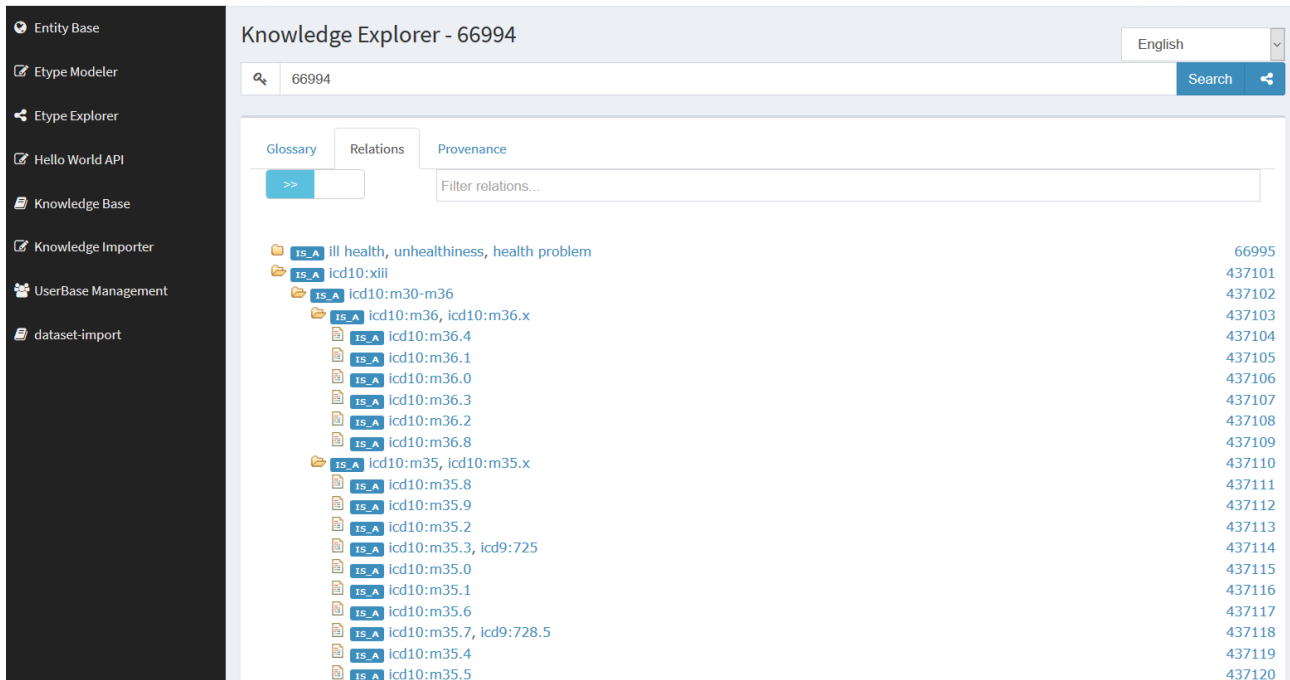 Entity Base
Etype Modeler
Etype Explorer
Hello World API
Knowledge Base
Knowledge Importer
UserBase Management
dataset-import
Knowledge Explorer - 66994
English
66994
Search
Glossary Relations Provenance
>>
Filter relations...
IS_A ill health, unhealthiness, health problem 66995
IS_A icd10:xiii 437101
IS_A icd10:m30-m36 437102
IS_A icd10:m36, icd10:m36.x 437103
IS_A icd10:m36.4 437104
IS_A icd10:m36.1 437105
IS_A icd10:m36.0 437106
IS_A icd10:m36.3 437107
IS_A icd10:m36.2 437108
IS_A icd10:m36.8 437109
IS_A icd10:m35, icd10:m35.x 437110
IS_A icd10:m35.8 437111
IS_A icd10:m35.9 437112
IS_A icd10:m35.2 437113
IS_A icd10:m35.3, icd9:725 437114
IS_A icd10:m35.0 437115
IS_A icd10:m35.1 437116
IS_A icd10:m35.6 437117
IS_A icd10:m35.7, icd9:728.5 437118
IS_A icd10:m35.4 437119
IS_A icd10:m35.5 437120